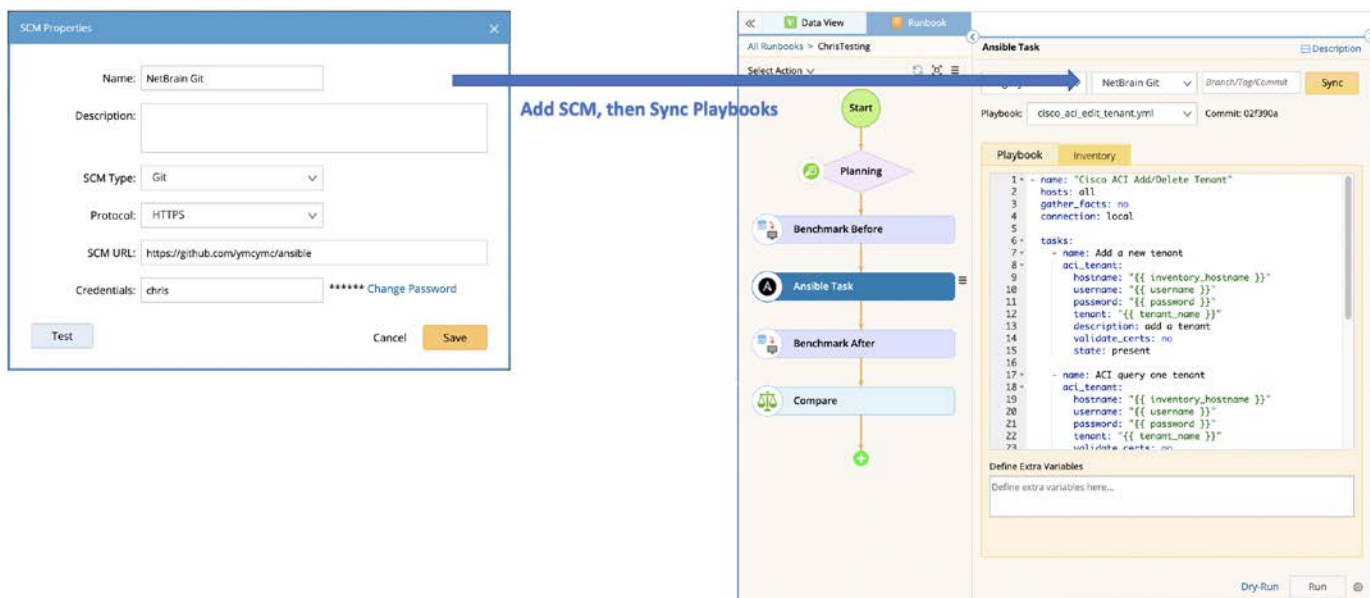 SCM Properties
Name: NetBrain Git
Description:
SCM Type: Git
Protocol: HTTPS
SCM URL: https://github.com/ymcymc/ansible
Credentials: chris ****** Change Password
Test Cancel Save
Add SCM, then Sync Playbooks
Data View Runbook
All Runbooks > ChrisTesting
Select Action
Start
Planning
Benchmark Before
Ansible Task
Benchmark After
Compare
Ansible Task Description
NetBrain Git Branch/Tag/Commit Sync
Playbook: cisco_aci_edit_tenant.yml Commit: 02f390a
Playbook Inventory
1 - name: "Cisco ACI Add/Delete Tenant"
2 hosts: all
3 gather_facts: no
4 connection: local
5
6 tasks:
7 - name: Add a new tenant
8 aci_tenant:
9 hostname: "{{ inventory_hostname }}"
10 username: "{{ username }}"
11 password: "{{ password }}"
12 tenant: "{{ tenant_name }}"
13 description: add a tenant
14 validate_certs: no
15 state: present
16
17 - name: ACI query one tenant
18 aci_tenant:
19 hostname: "{{ inventory_hostname }}"
20 username: "{{ username }}"
21 password: "{{ password }}"
22 tenant: "{{ tenant_name }}"
23 validate_certs: no
Define Extra Variables
Define extra variables here...
Dry-Run Run